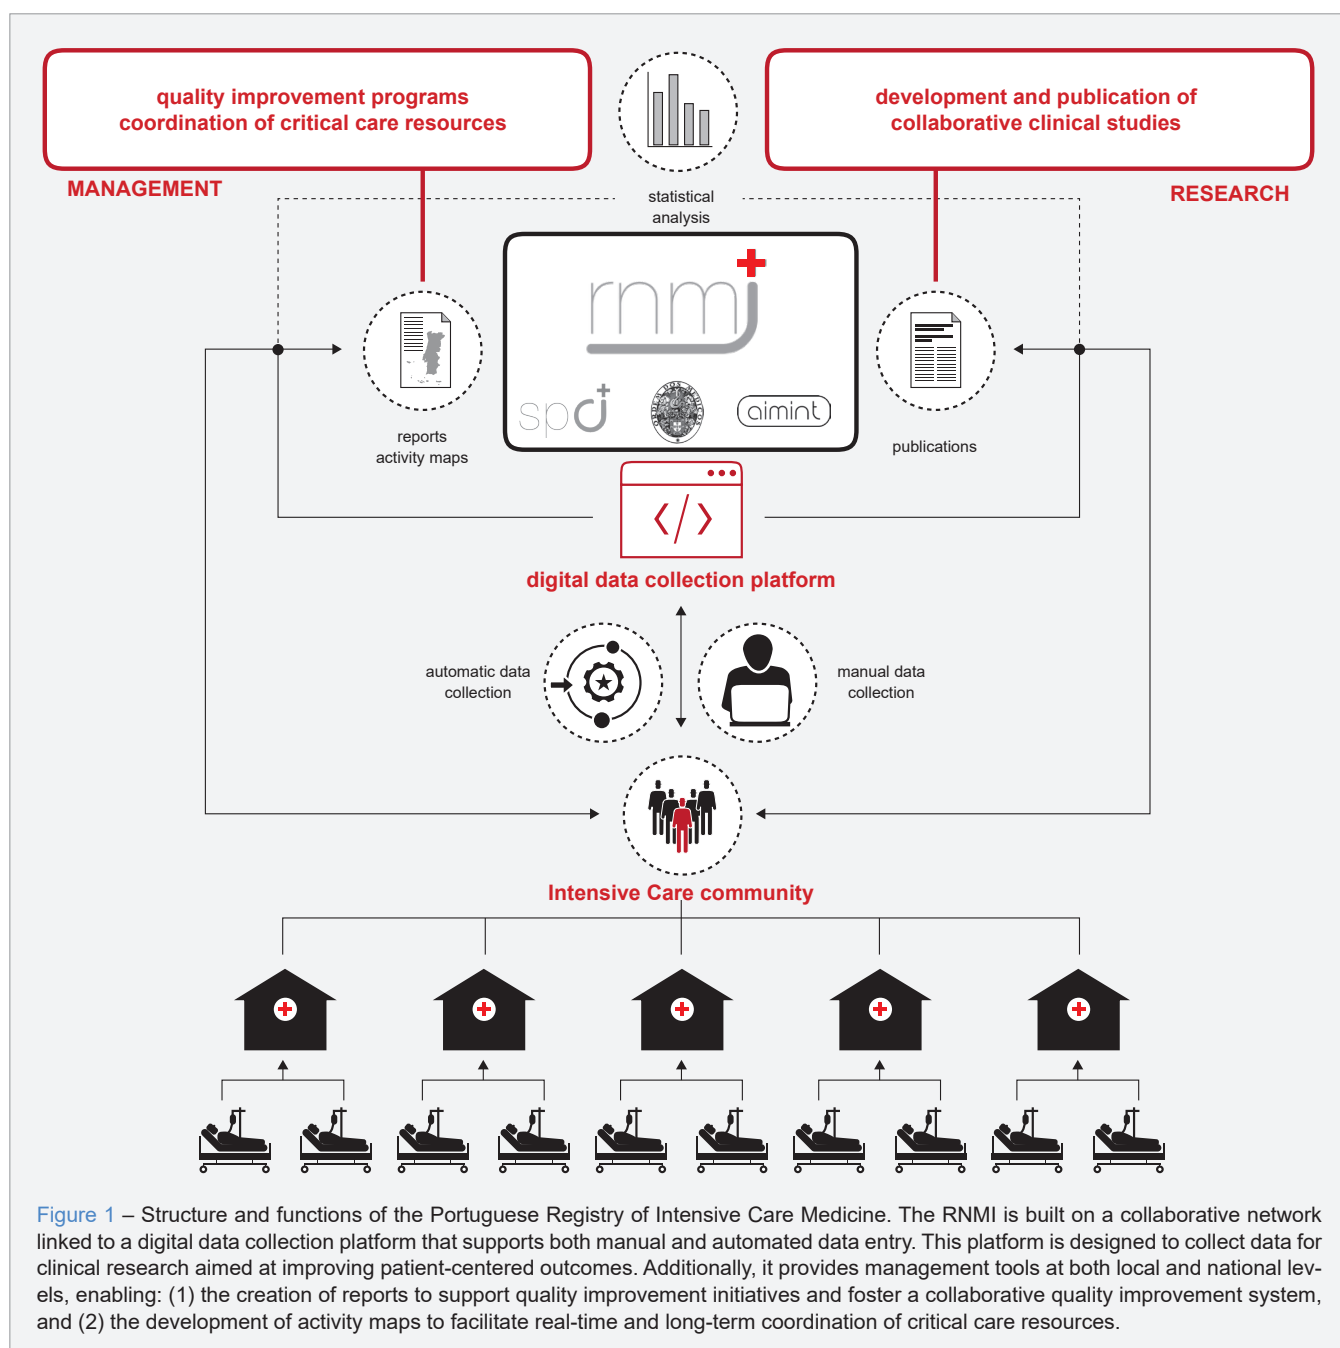 quality improvement programs
coordination of critical care resources
development and publication of
collaborative clinical studies
MANAGEMENT
RESEARCH
statistical
analysis
rnmi
spci
ORDEM DOS MEDICOS
aimint
reports
activity maps
publications
</>
digital data collection platform
automatic data
collection
manual data
collection
Intensive Care community
Figure 1 – Structure and functions of the Portuguese Registry of Intensive Care Medicine. The RNMI is built on a collaborative network
linked to a digital data collection platform that supports both manual and automated data entry. This platform is designed to collect data for
clinical research aimed at improving patient-centered outcomes. Additionally, it provides management tools at both local and national lev-
els, enabling: (1) the creation of reports to support quality improvement initiatives and foster a collaborative quality improvement system,
and (2) the development of activity maps to facilitate real-time and long-term coordination of critical care resources.